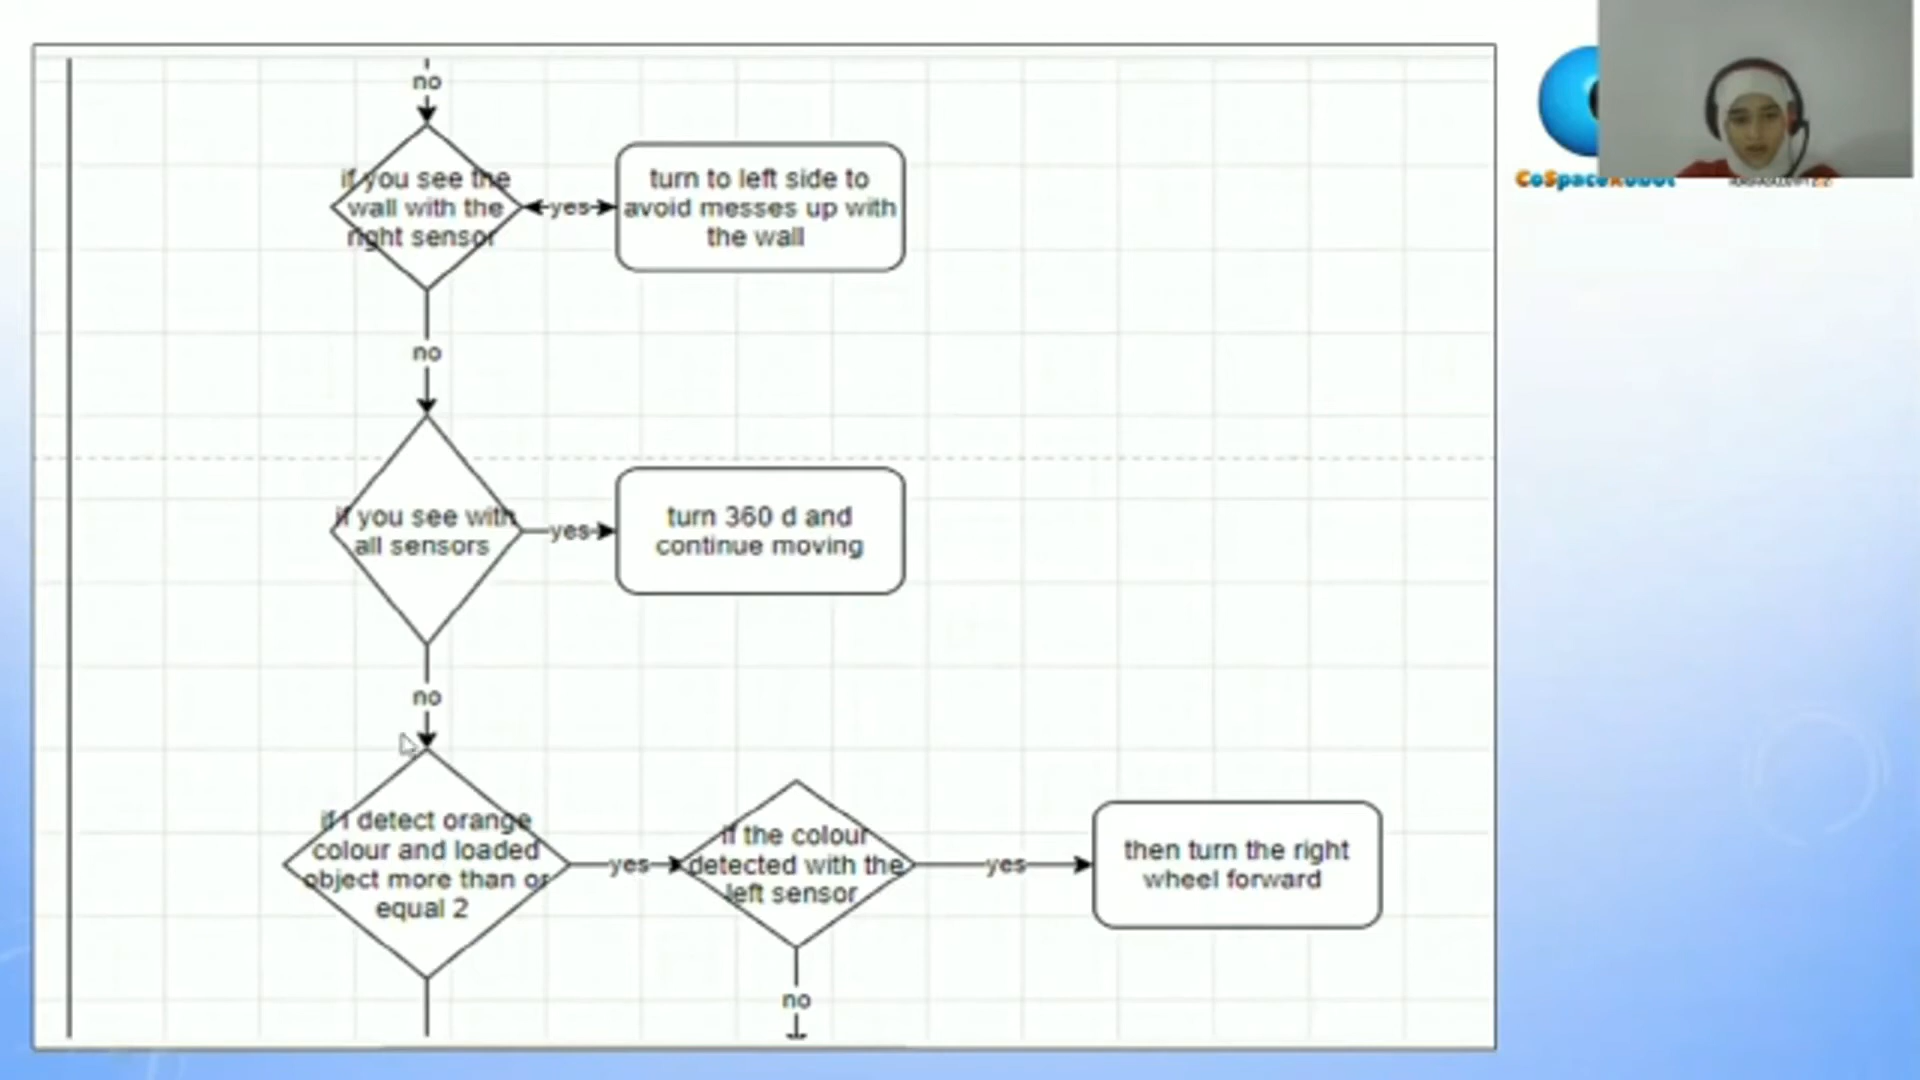 no
if you see the
wall with the
right sensor
yes
turn to left side to
avoid messes up with
the wall
no
if you see with
all sensors
yes
turn 360 d and
continue moving
no
if I detect orange
colour and loaded
object more than or
equal 2
yes
if the colour
detected with the
left sensor
yes
then turn the right
wheel forward
no
CoSpaceRobot